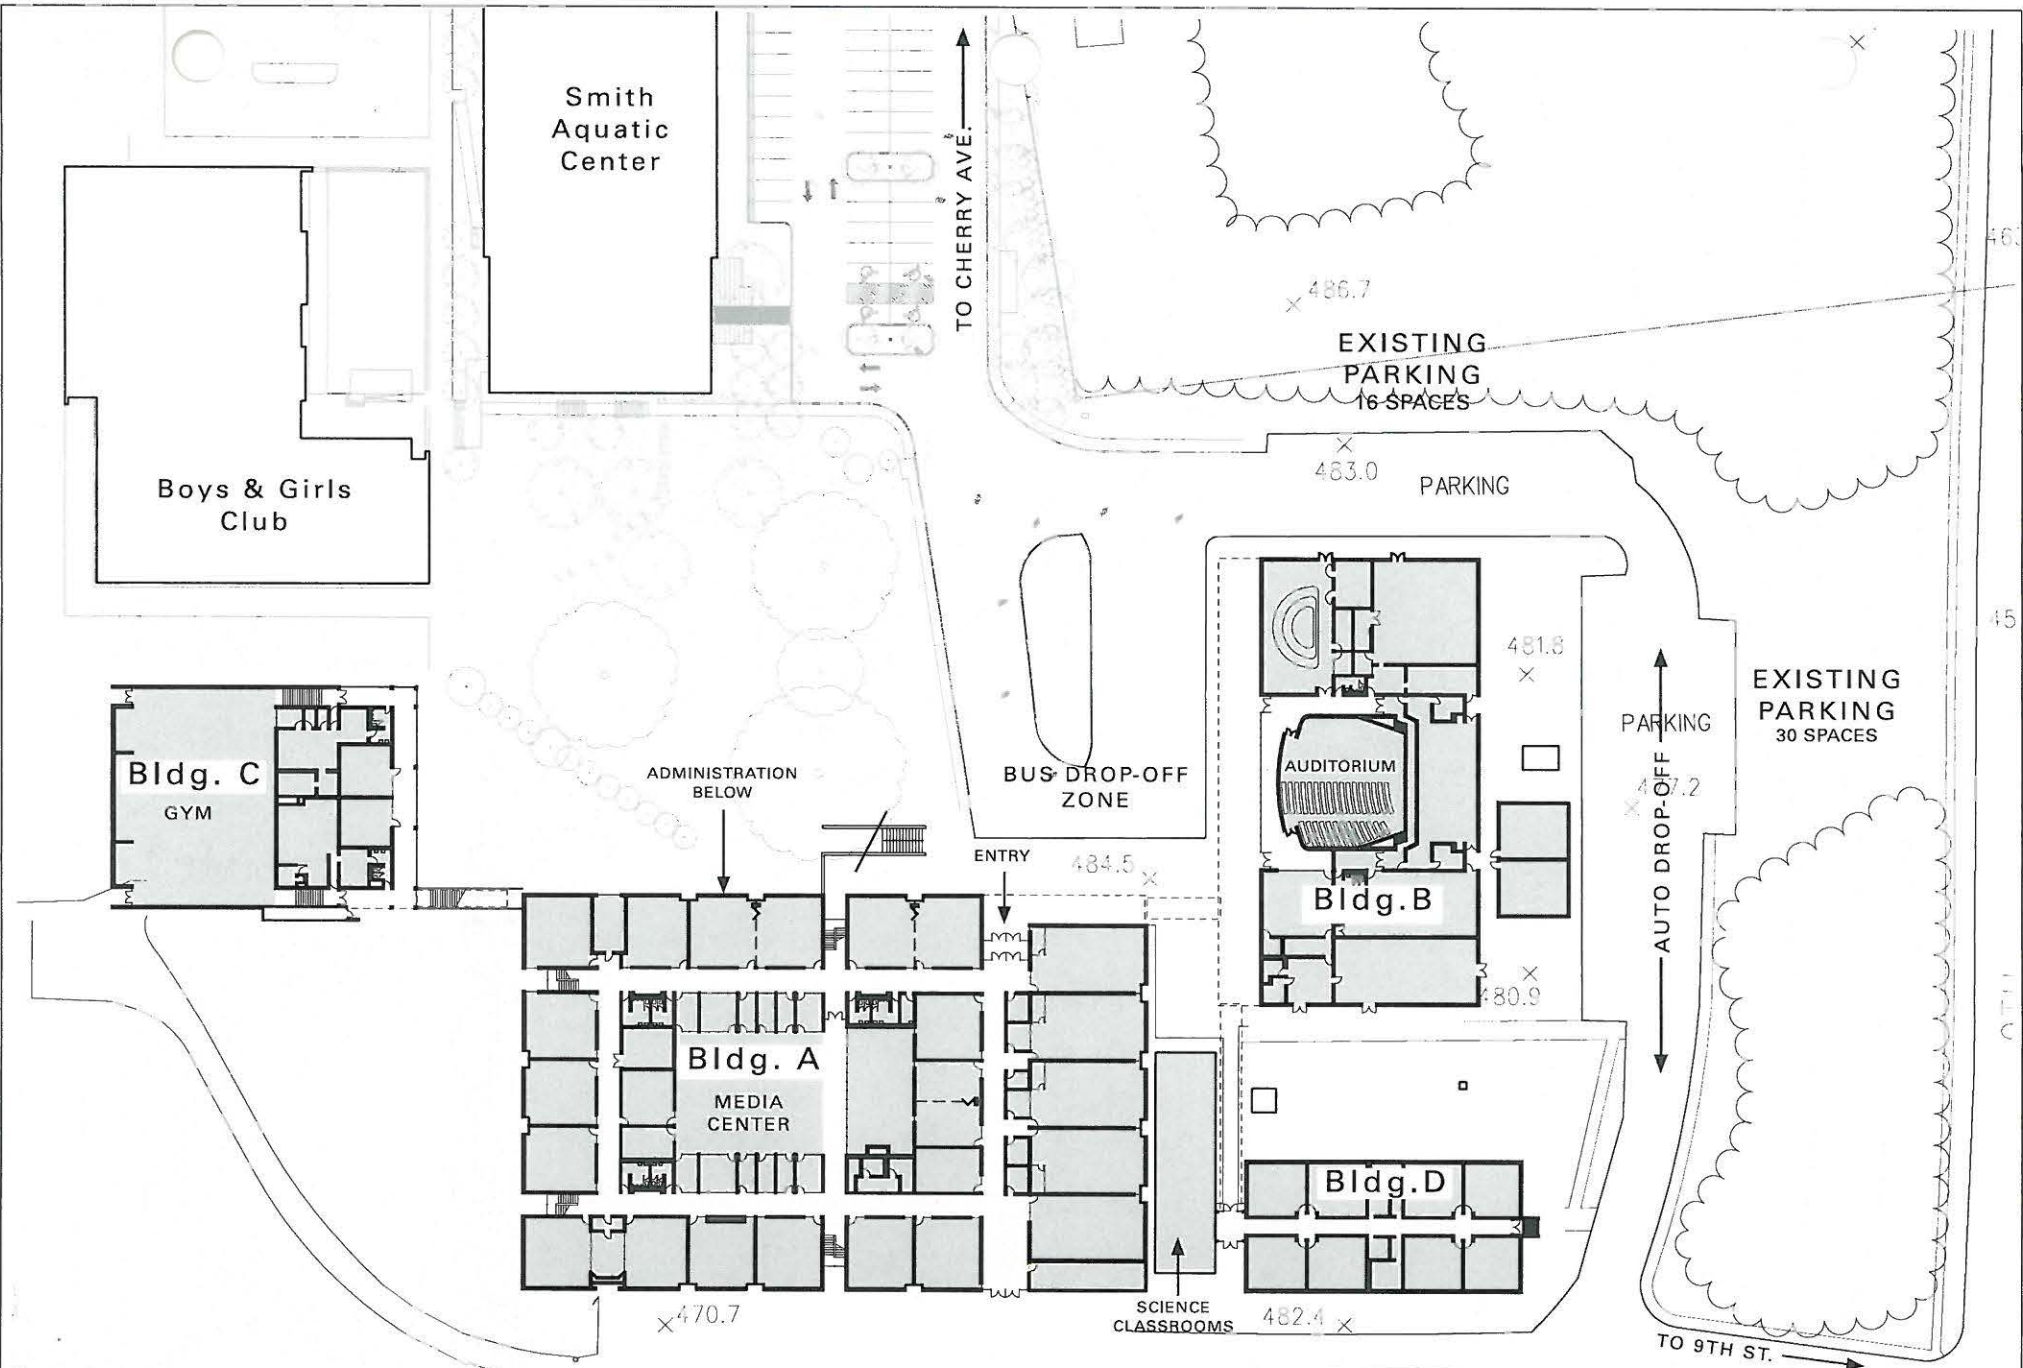 Smith
Aquatic
Center
TO CHERRY AVE.
486.7
EXISTING
PARKING
16 SPACES
483.0
PARKING
Boys & Girls
Club
481.8
EXISTING
PARKING
30 SPACES
PARKING
AUTO DROP-OFF
AUDITORIUM
BUS DROP-OFF
ZONE
ADMINISTRATION
BELOW
Bldg. C
GYM
ENTRY
484.5
Bldg.B
480.9
Bldg. A
MEDIA
CENTER
Bldg.D
SCIENCE
CLASSROOMS
470.7
482.4
TO 9TH ST.